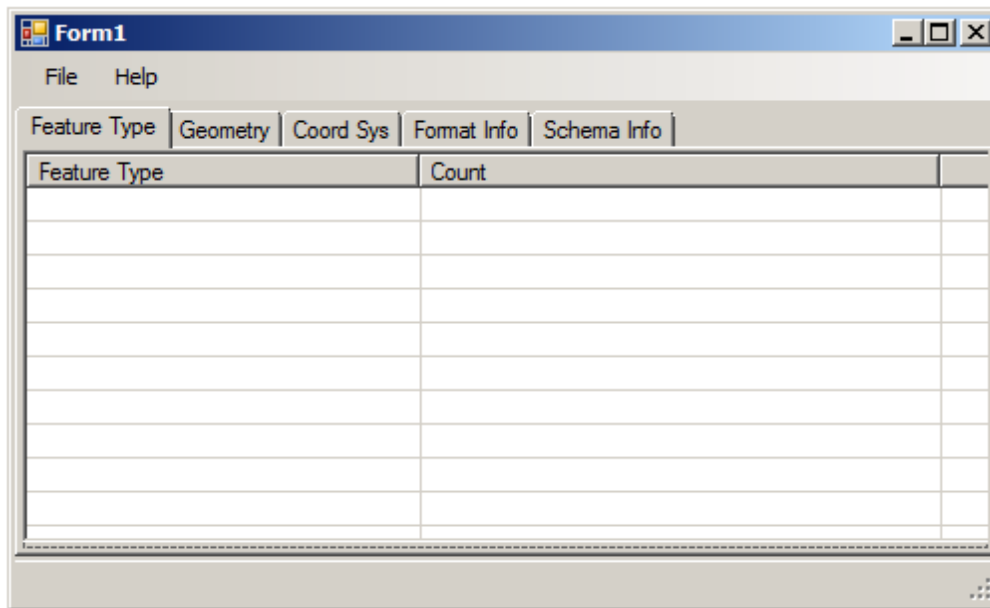 Form1
File Help
Feature Type Geometry Coord Sys Format Info Schema Info
Feature Type Count